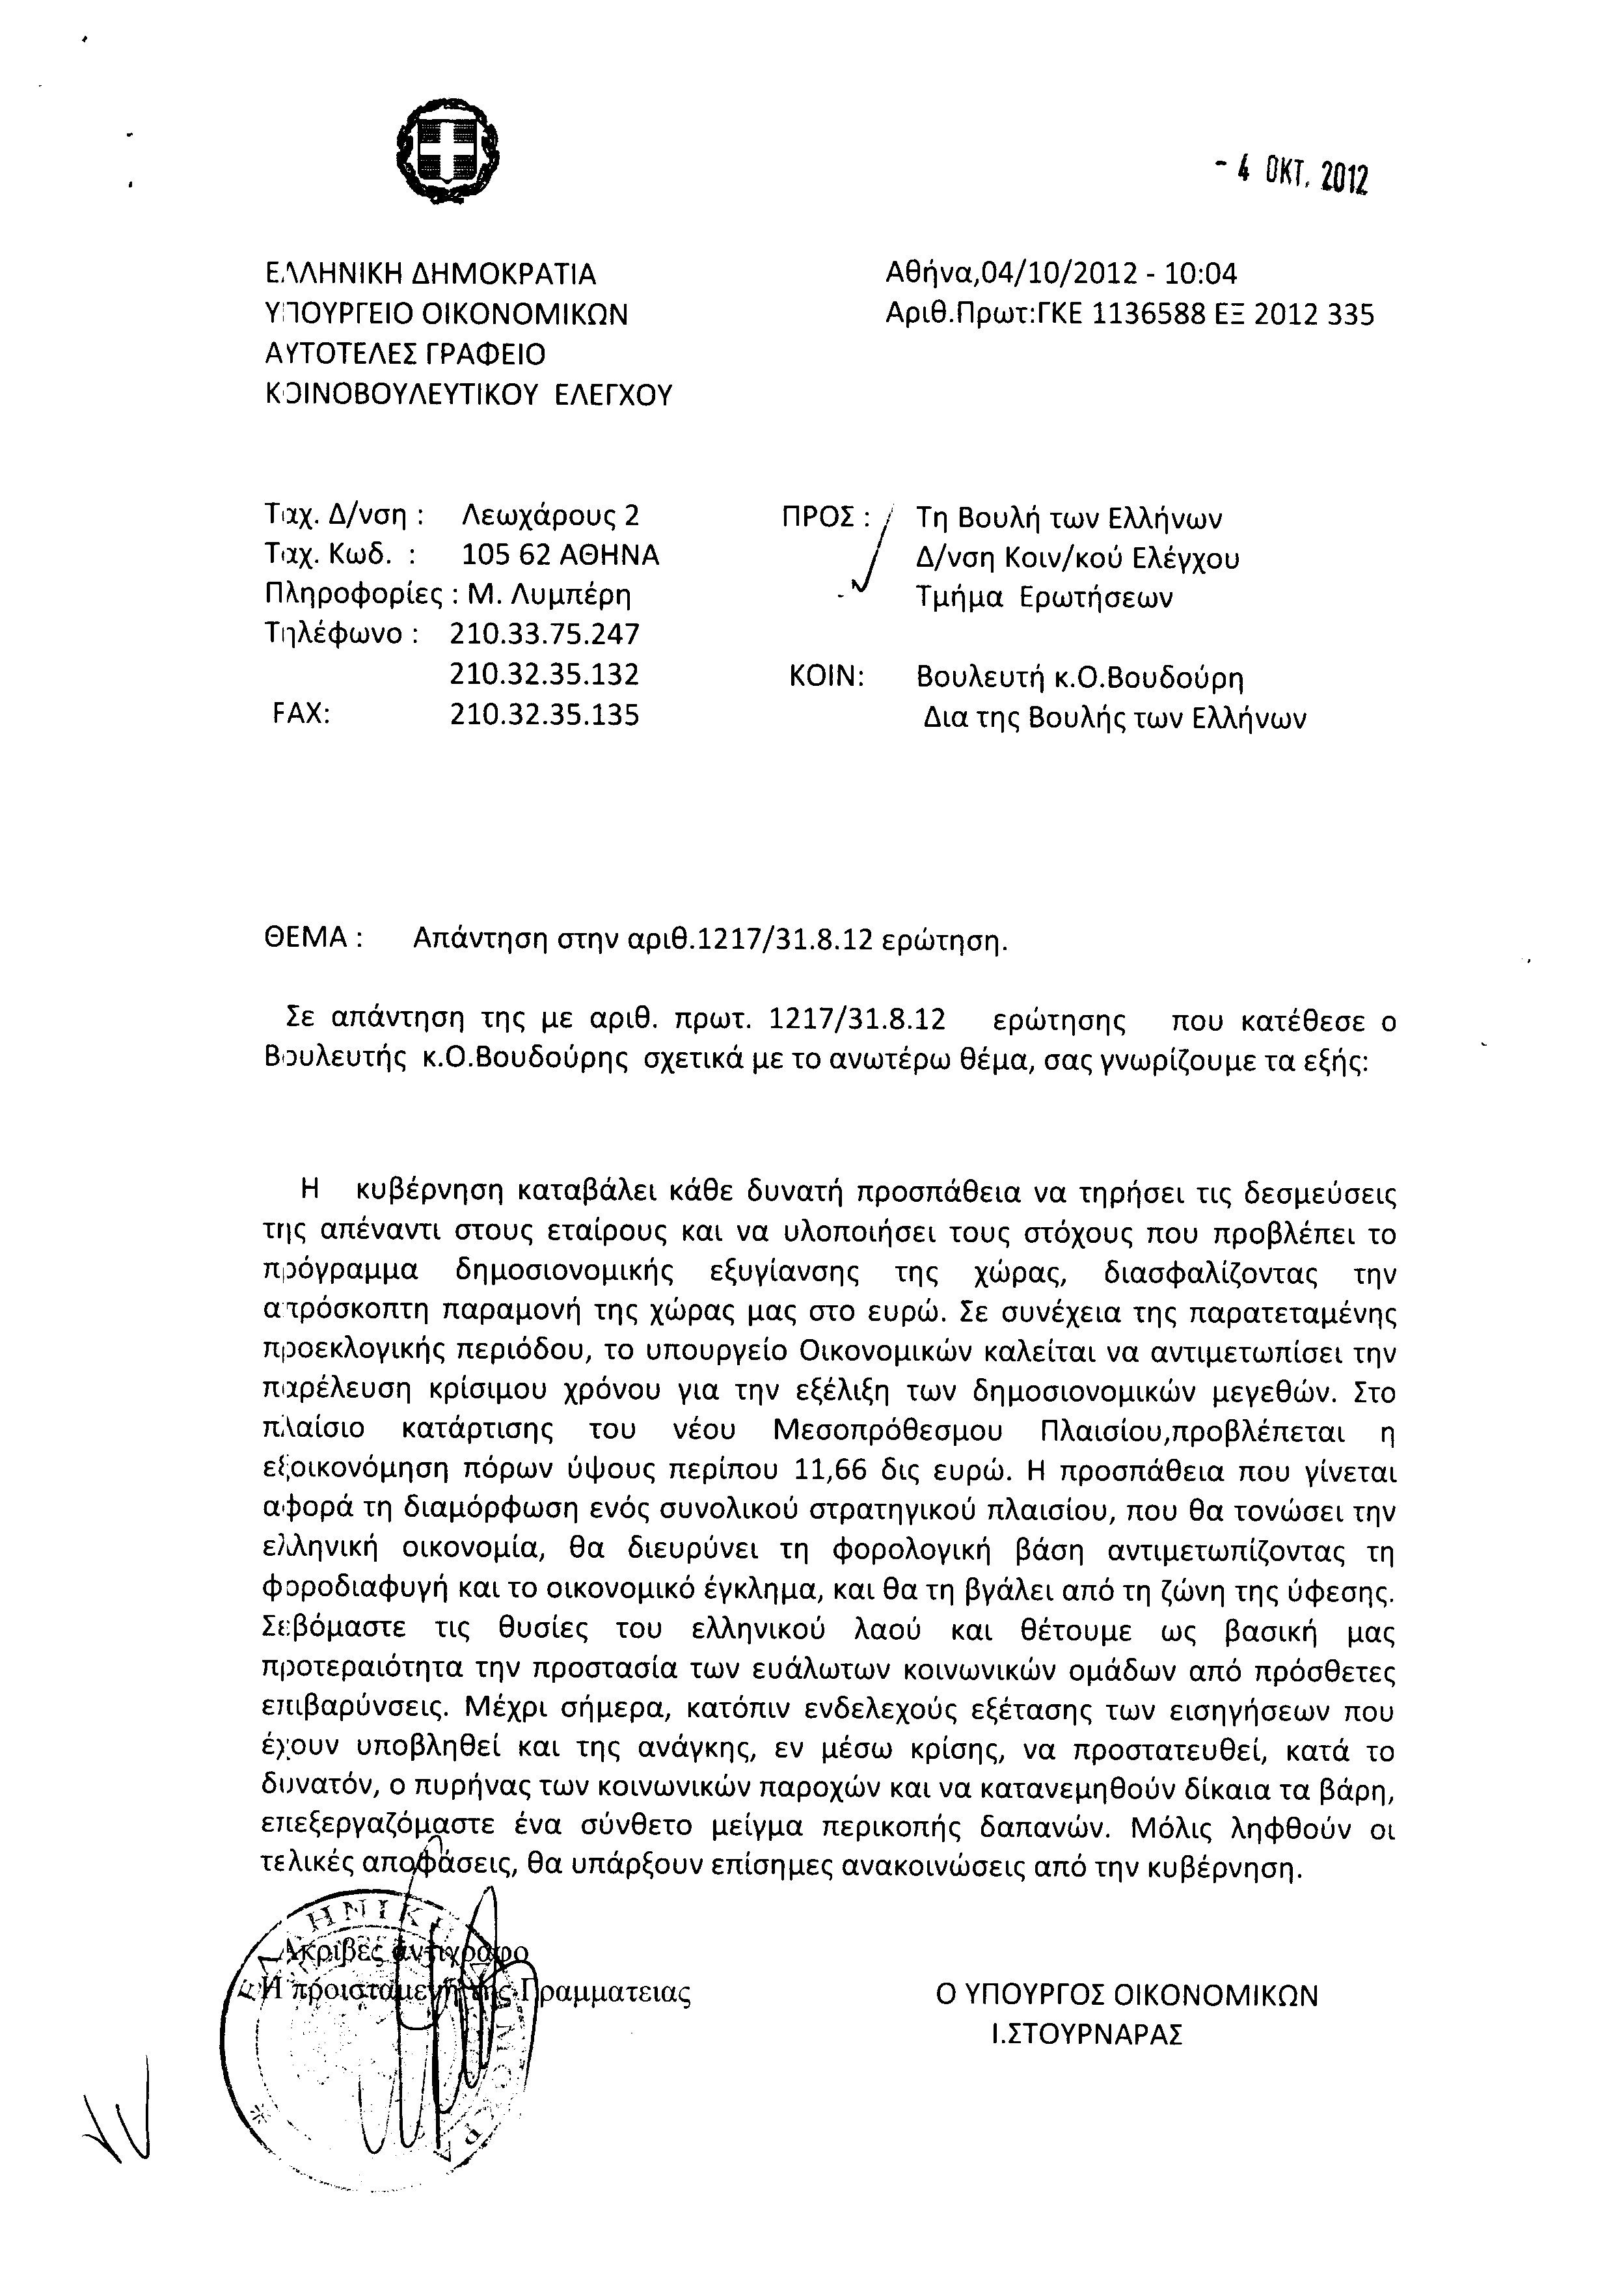 - 4 ΟΚΤ. 2012
ΕΛΛΗΝΙΚΗ ΔΗΜΟΚΡΑΤΙΑ
ΥΠΟΥΡΓΕΙΟ ΟΙΚΟΝΟΜΙΚΩΝ
ΑΥΤΟΤΕΛΕΣ ΓΡΑΦΕΙΟ
ΚΟΙΝΟΒΟΥΛΕΥΤΙΚΟΥ ΕΛΕΓΧΟΥ
Αθήνα,04/10/2012 - 10:04
Αριθ.Πρωτ:ΓΚΕ 1136588 ΕΞ 2012 335
Ταχ. Δ/νση : Λεωχάρους 2
Ταχ. Κωδ. : 105 62 ΑΘΗΝΑ
Πληροφορίες : Μ. Λυμπέρη
Τηλέφωνο : 210.33.75.247
210.32.35.132
FAX: 210.32.35.135
ΠΡΟΣ : Τη Βουλή των Ελλήνων
Δ/νση Κοιν/κού Ελέγχου
Τμήμα Ερωτήσεων
ΚΟΙΝ: Βουλευτή κ.Ο.Βουδούρη
Δια της Βουλής των Ελλήνων
ΘΕΜΑ : Απάντηση στην αριθ.1217/31.8.12 ερώτηση.
Σε απάντηση της με αριθ. πρωτ. 1217/31.8.12 ερώτησης που κατέθεσε ο
Βουλευτής κ.Ο.Βουδούρης σχετικά με το ανωτέρω θέμα, σας γνωρίζουμε τα εξής:
Η κυβέρνηση καταβάλει κάθε δυνατή προσπάθεια να τηρήσει τις δεσμεύσεις
της απέναντι στους εταίρους και να υλοποιήσει τους στόχους που προβλέπει το
πρόγραμμα δημοσιονομικής εξυγίανσης της χώρας, διασφαλίζοντας την
απρόσκοπτη παραμονή της χώρας μας στο ευρώ. Σε συνέχεια της παρατεταμένης
προεκλογικής περιόδου, το υπουργείο Οικονομικών καλείται να αντιμετωπίσει την
παρέλευση κρίσιμου χρόνου για την εξέλιξη των δημοσιονομικών μεγεθών. Στο
πλαίσιο κατάρτισης του νέου Μεσοπρόθεσμου Πλαισίου,προβλέπεται η
εξοικονόμηση πόρων ύψους περίπου 11,66 δις ευρώ. Η προσπάθεια που γίνεται
αφορά τη διαμόρφωση ενός συνολικού στρατηγικού πλαισίου, που θα τονώσει την
ελληνική οικονομία, θα διευρύνει τη φορολογική βάση αντιμετωπίζοντας τη
φοροδιαφυγή και το οικονομικό έγκλημα, και θα τη βγάλει από τη ζώνη της ύφεσης.
Σεβόμαστε τις θυσίες του ελληνικού λαού και θέτουμε ως βασική μας
προτεραιότητα την προστασία των ευάλωτων κοινωνικών ομάδων από πρόσθετες
επιβαρύνσεις. Μέχρι σήμερα, κατόπιν ενδελεχούς εξέτασης των εισηγήσεων που
έχουν υποβληθεί και της ανάγκης, εν μέσω κρίσης, να προστατευθεί, κατά το
δυνατόν, ο πυρήνας των κοινωνικών παροχών και να κατανεμηθούν δίκαια τα βάρη,
επεξεργαζόμαστε ένα σύνθετο μείγμα περικοπής δαπανών. Μόλις ληφθούν οι
τελικές αποφάσεις, θα υπάρξουν επίσημες ανακοινώσεις από την κυβέρνηση.
Ακριβές αντίγραφο
Η προισταμενη της Γραμματειας
Ο ΥΠΟΥΡΓΟΣ ΟΙΚΟΝΟΜΙΚΩΝ
Ι.ΣΤΟΥΡΝΑΡΑΣ